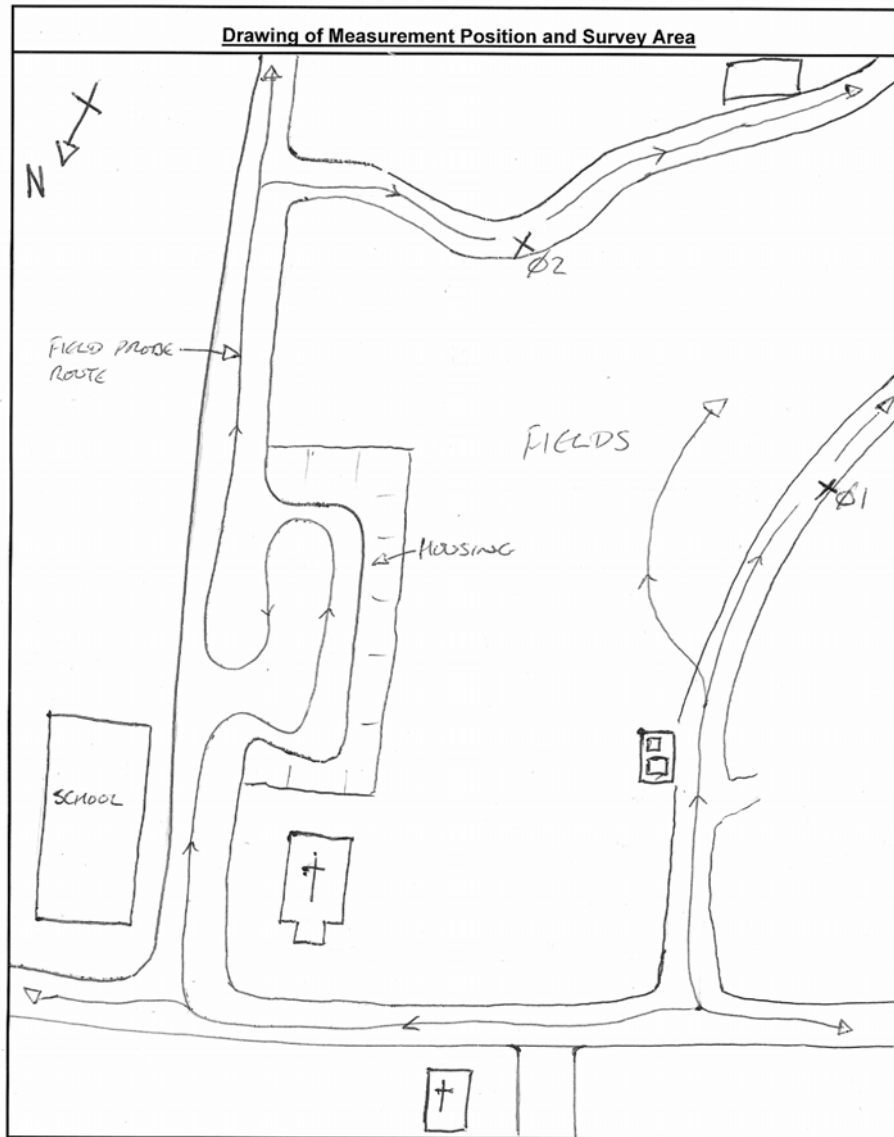 Drawing of Measurement Position and Survey Area
N
Ø2
FIELD PROBE
ROUTE
FIELDS
Ø1
HOUSING
SCHOOL